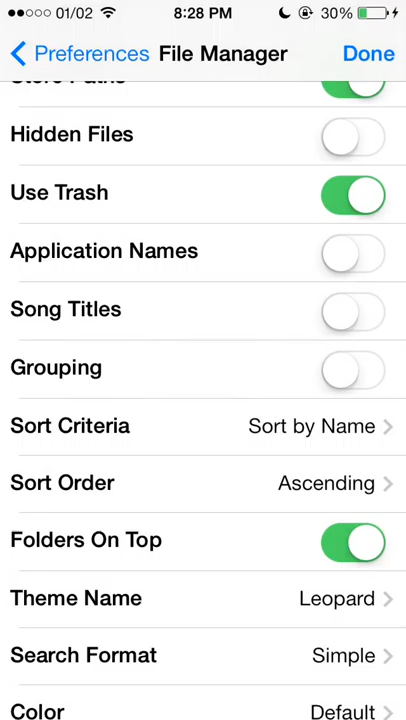 01/02 8:28 PM 30%
Preferences File Manager Done
Store Paths
Hidden Files
Use Trash
Application Names
Song Titles
Grouping
Sort Criteria Sort by Name
Sort Order Ascending
Folders On Top
Theme Name Leopard
Search Format Simple
Color Default